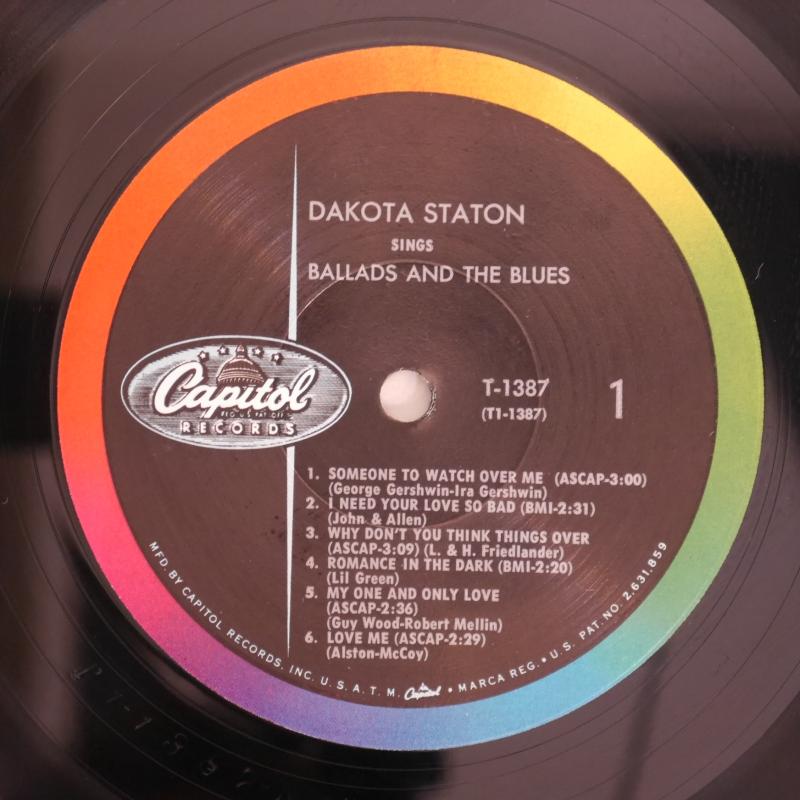 DAKOTA STATON
SINGS
BALLADS AND THE BLUES
Capitol
REG. U.S. PAT. OFF.
RECORDS
T-1387
(T1-1387)
1
1. SOMEONE TO WATCH OVER ME (ASCAP-3:00)
(George Gershwin-Ira Gershwin)
2. I NEED YOUR LOVE SO BAD (BMI-2:31)
(John & Allen)
3. WHY DON'T YOU THINK THINGS OVER
(ASCAP-3:09) (L. & H. Friedlander)
4. ROMANCE IN THE DARK (BMI-2:20)
(Lil Green)
5. MY ONE AND ONLY LOVE
(ASCAP-2:36)
(Guy Wood-Robert Mellin)
6. LOVE ME (ASCAP-2:29)
(Alston-McCoy)
MFD. BY CAPITOL RECORDS, INC. U. S. A. T. M. Capitol • MARCA REG. • U.S. PAT. NO. 2,631,859